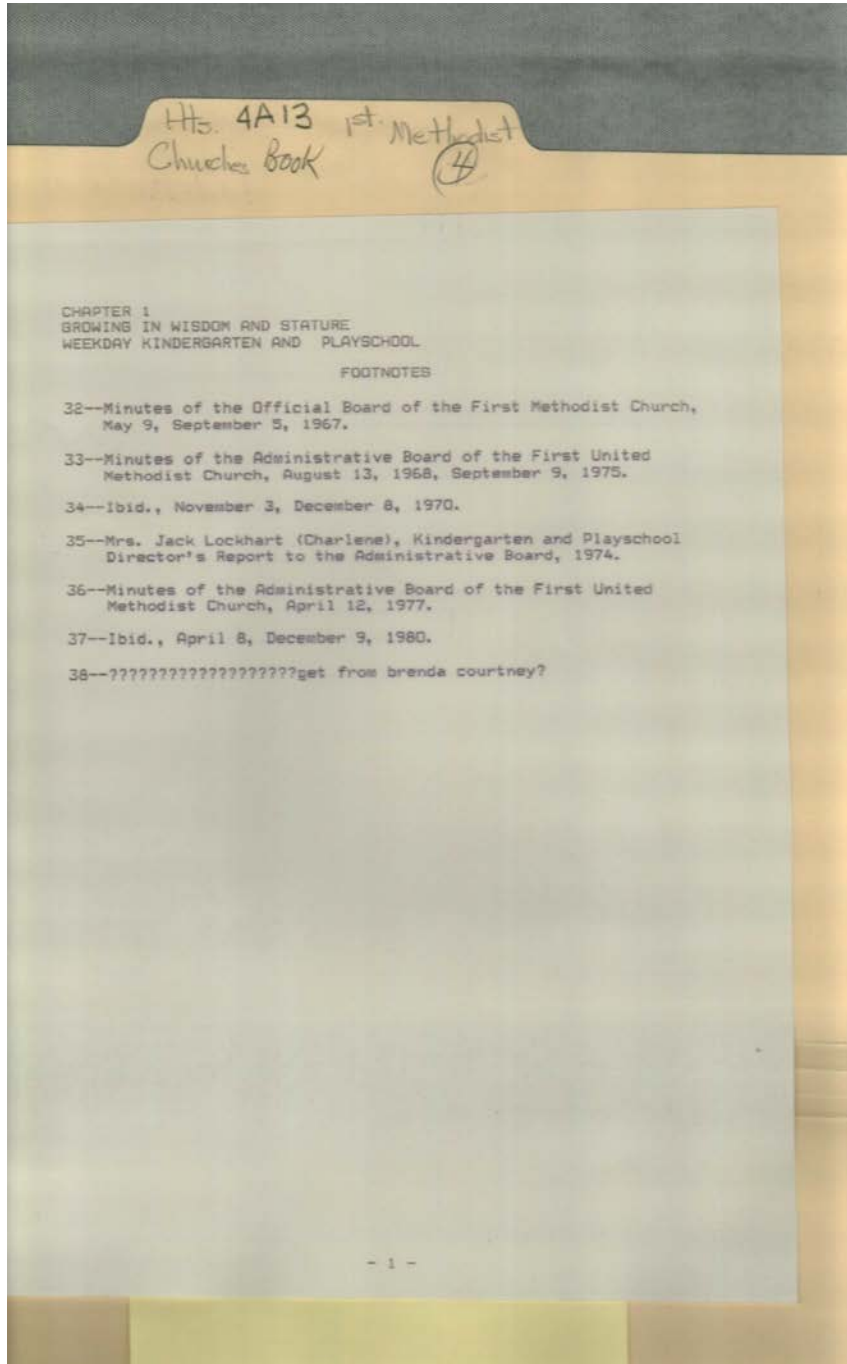 Hts. 4A13 1st. Methodist
Churches Book 4
CHAPTER 1
GROWING IN WISDOM AND STATURE
WEEKDAY KINDERGARTEN AND PLAYSCHOOL
FOOTNOTES
32--Minutes of the Official Board of the First Methodist Church,
May 9, September 5, 1967.
33--Minutes of the Administrative Board of the First United
Methodist Church, August 13, 1968, September 9, 1975.
34--Ibid., November 3, December 8, 1970.
35--Mrs. Jack Lockhart (Charlene), Kindergarten and Playschool
Director's Report to the Administrative Board, 1974.
36--Minutes of the Administrative Board of the First United
Methodist Church, April 12, 1977.
37--Ibid., April 8, December 9, 1980.
38--????????????????????get from brenda courtney?
- 1 -